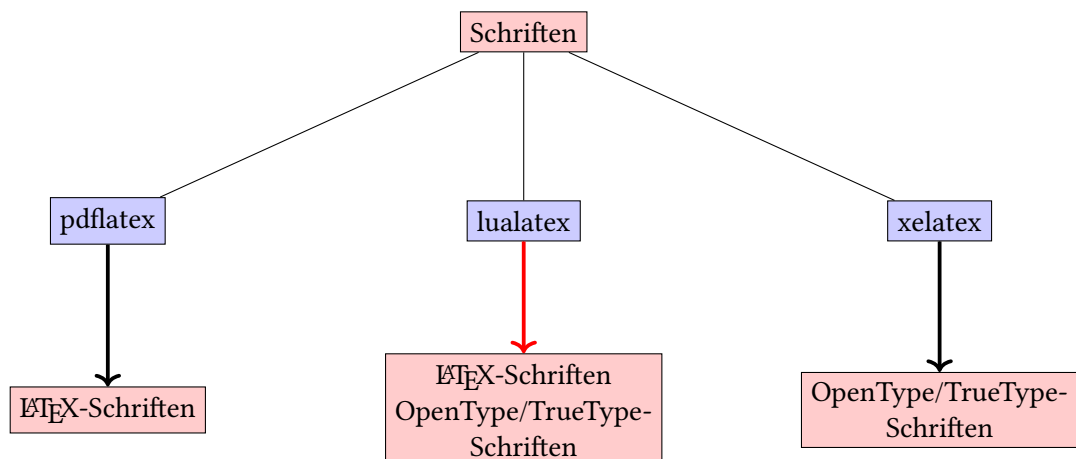 Schriften
pdflatex
lualatex
xelatex
LATEX-Schriften
LATEX-Schriften
OpenType/TrueType-
Schriften
OpenType/TrueType-
Schriften